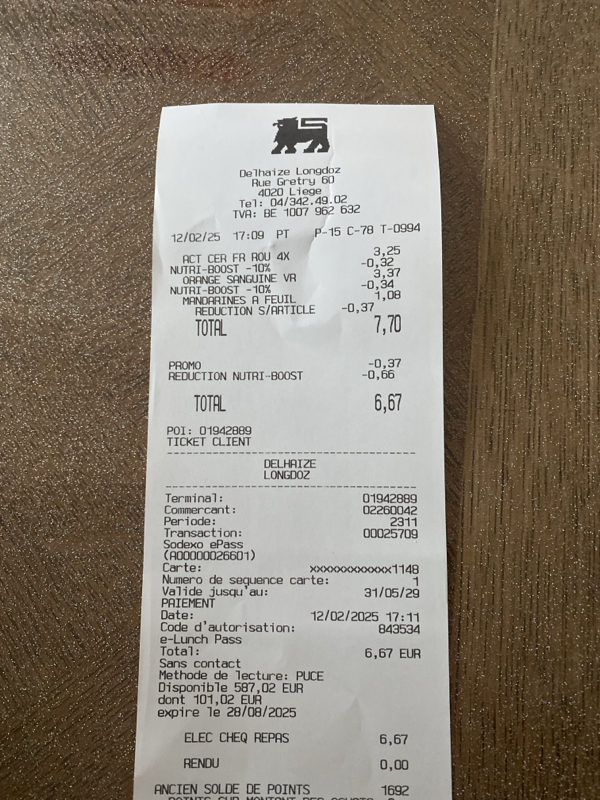 Delhaize Longdoz
Rue Gretry 60
4020 Liege
Tel: 04/342.49.02
TVA: BE 1007 962 632
12/02/25 17:09 PT P-15 C-78 T-0994
ACT CER FR ROU 4X 3,25
NUTRI-BOOST -10% -0,32
ORANGE SANGUINE VR 3,37
NUTRI-BOOST -10% -0,34
MANDARINES A FEUIL 1,08
REDUCTION S/ARTICLE -0,37
TOTAL 7,70
PROMO -0,37
REDUCTION NUTRI-BOOST -0,66
TOTAL 6,67
POI: 01942889
TICKET CLIENT
DELHAIZE
LONGDOZ
Terminal: 01942889
Commercant: 02260042
Periode: 2311
Transaction: 00025709
Sodexo ePass
(A00000026601)
Carte: xxxxxxxxxxxxx1148
Numero de sequence carte: 1
Valide jusqu'au: 31/05/29
PAIEMENT
Date: 12/02/2025 17:11
Code d'autorisation: 843534
e-Lunch Pass
Total: 6,67 EUR
Sans contact
Methode de lecture: PUCE
Disponible 587,02 EUR
dont 101,02 EUR
expire le 28/08/2025
ELEC CHEQ REPAS 6,67
RENDU 0,00
ANCIEN SOLDE DE POINTS 1692
POINTS SUR MONTANT DES ACHATS